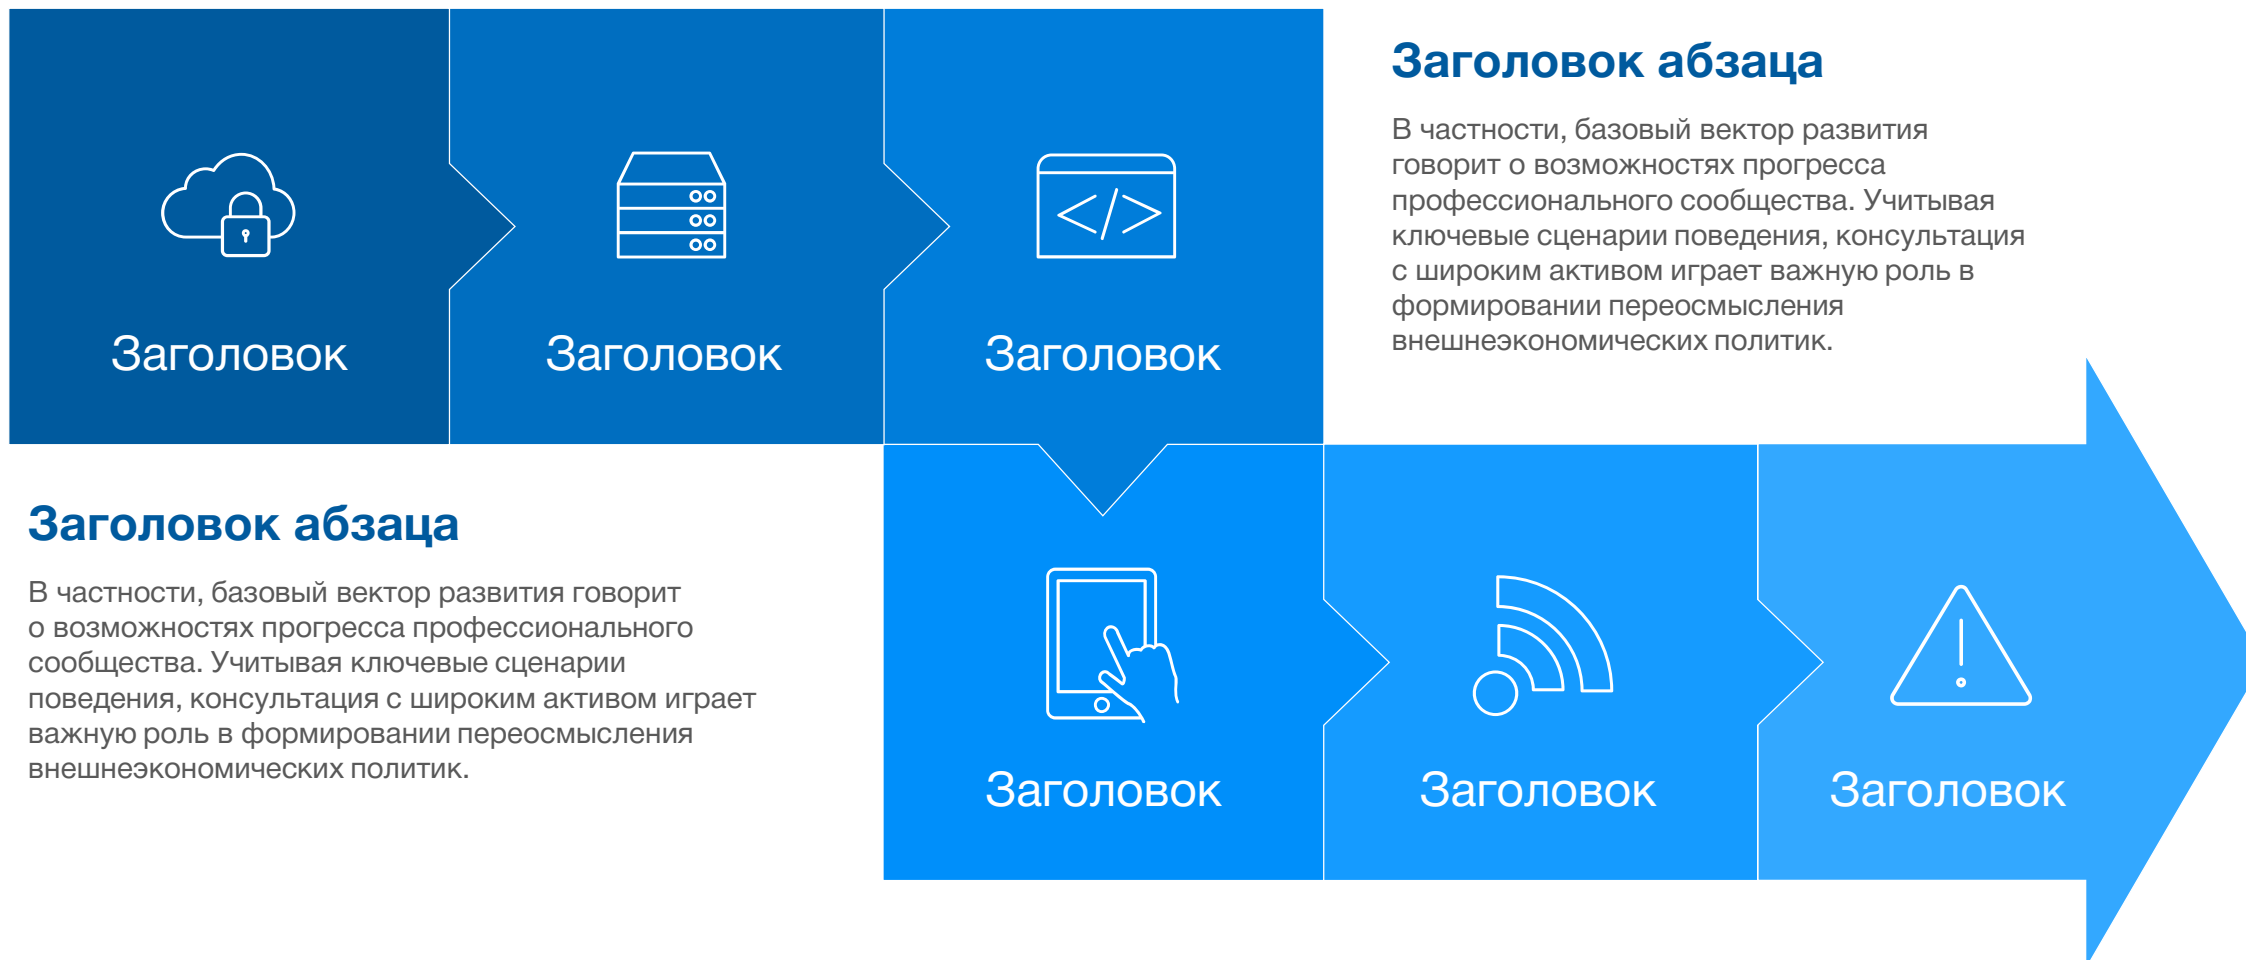 Заголовок
Заголовок
</>
Заголовок
Заголовок абзаца
В частности, базовый вектор развития
говорит о возможностях прогресса
профессионального сообщества. Учитывая
ключевые сценарии поведения, консультация
с широким активом играет важную роль в
формировании переосмысления
внешнеэкономических политик.
Заголовок абзаца
В частности, базовый вектор развития говорит
о возможностях прогресса профессионального
сообщества. Учитывая ключевые сценарии
поведения, консультация с широким активом играет
важную роль в формировании переосмысления
внешнеэкономических политик.
Заголовок
Заголовок
Заголовок